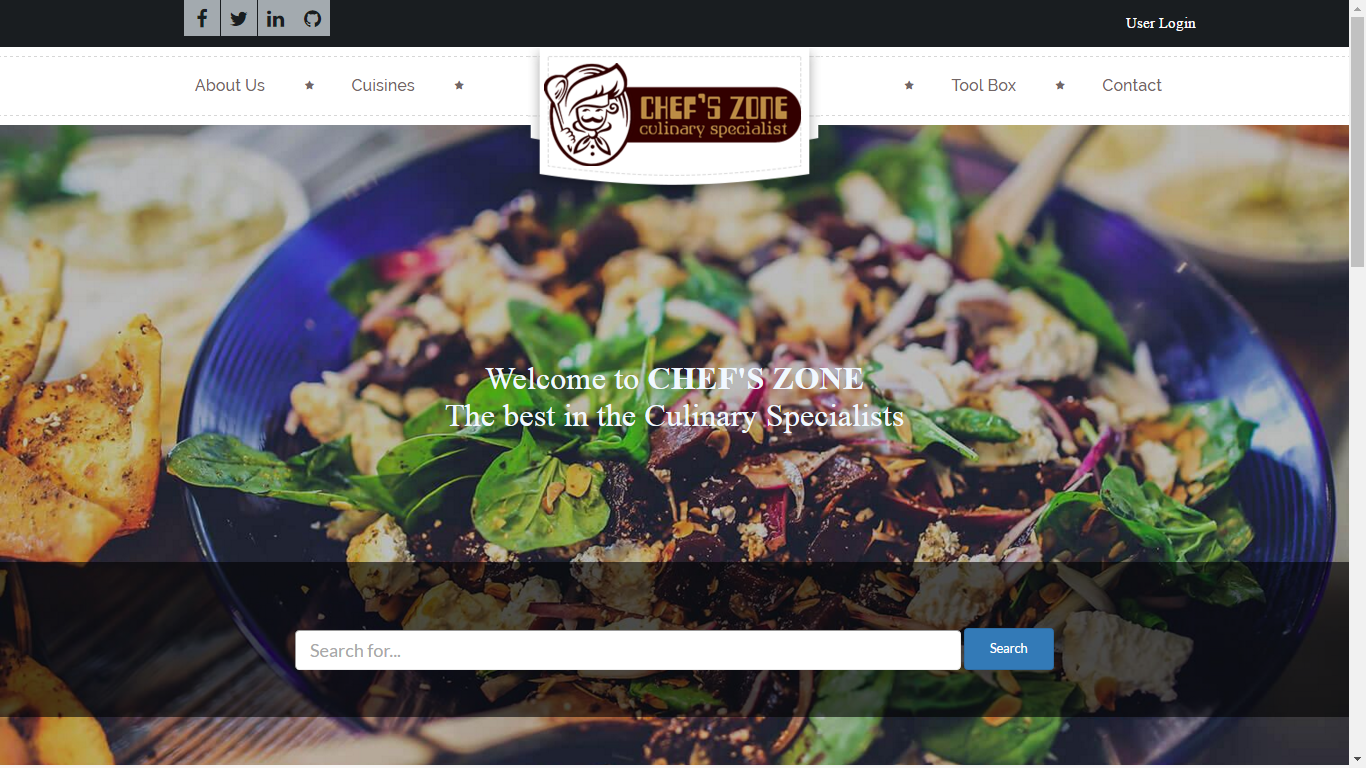 User Login
About Us
Cuisines
CHEF'S ZONE
culinary specialist
Tool Box
Contact
Welcome to CHEF'S ZONE
The best in the Culinary Specialists
Search for...
Search